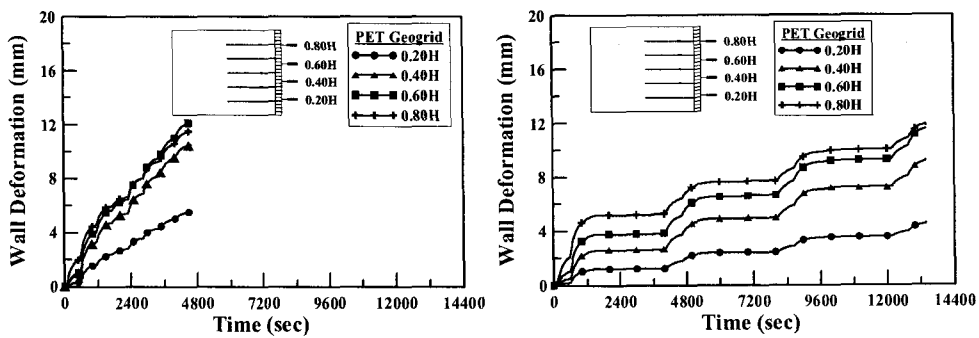 Wall Deformation (mm)
20
16
12
8
4
0
0.80H
0.60H
0.40H
0.20H
PET Geogrid
0.20H
0.40H
0.60H
0.80H
0 2400 4800 7200 9600 12000 14400
Time (sec)
Wall Deformation (mm)
20
16
12
8
4
0
0.80H
0.60H
0.40H
0.20H
PET Geogrid
0.20H
0.40H
0.60H
0.80H
0 2400 4800 7200 9600 12000 14400
Time (sec)